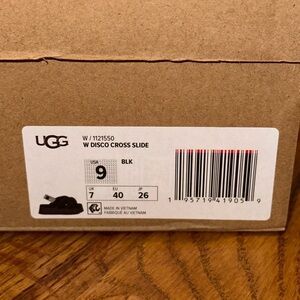 UGG
W / 1121550
W DISCO CROSS SLIDE
USA
9
BLK
UK
7
EU
40
JP
26
MADE IN VIETNAM
FABRIQUÉ AU VIETNAM
1 95719 41905 9